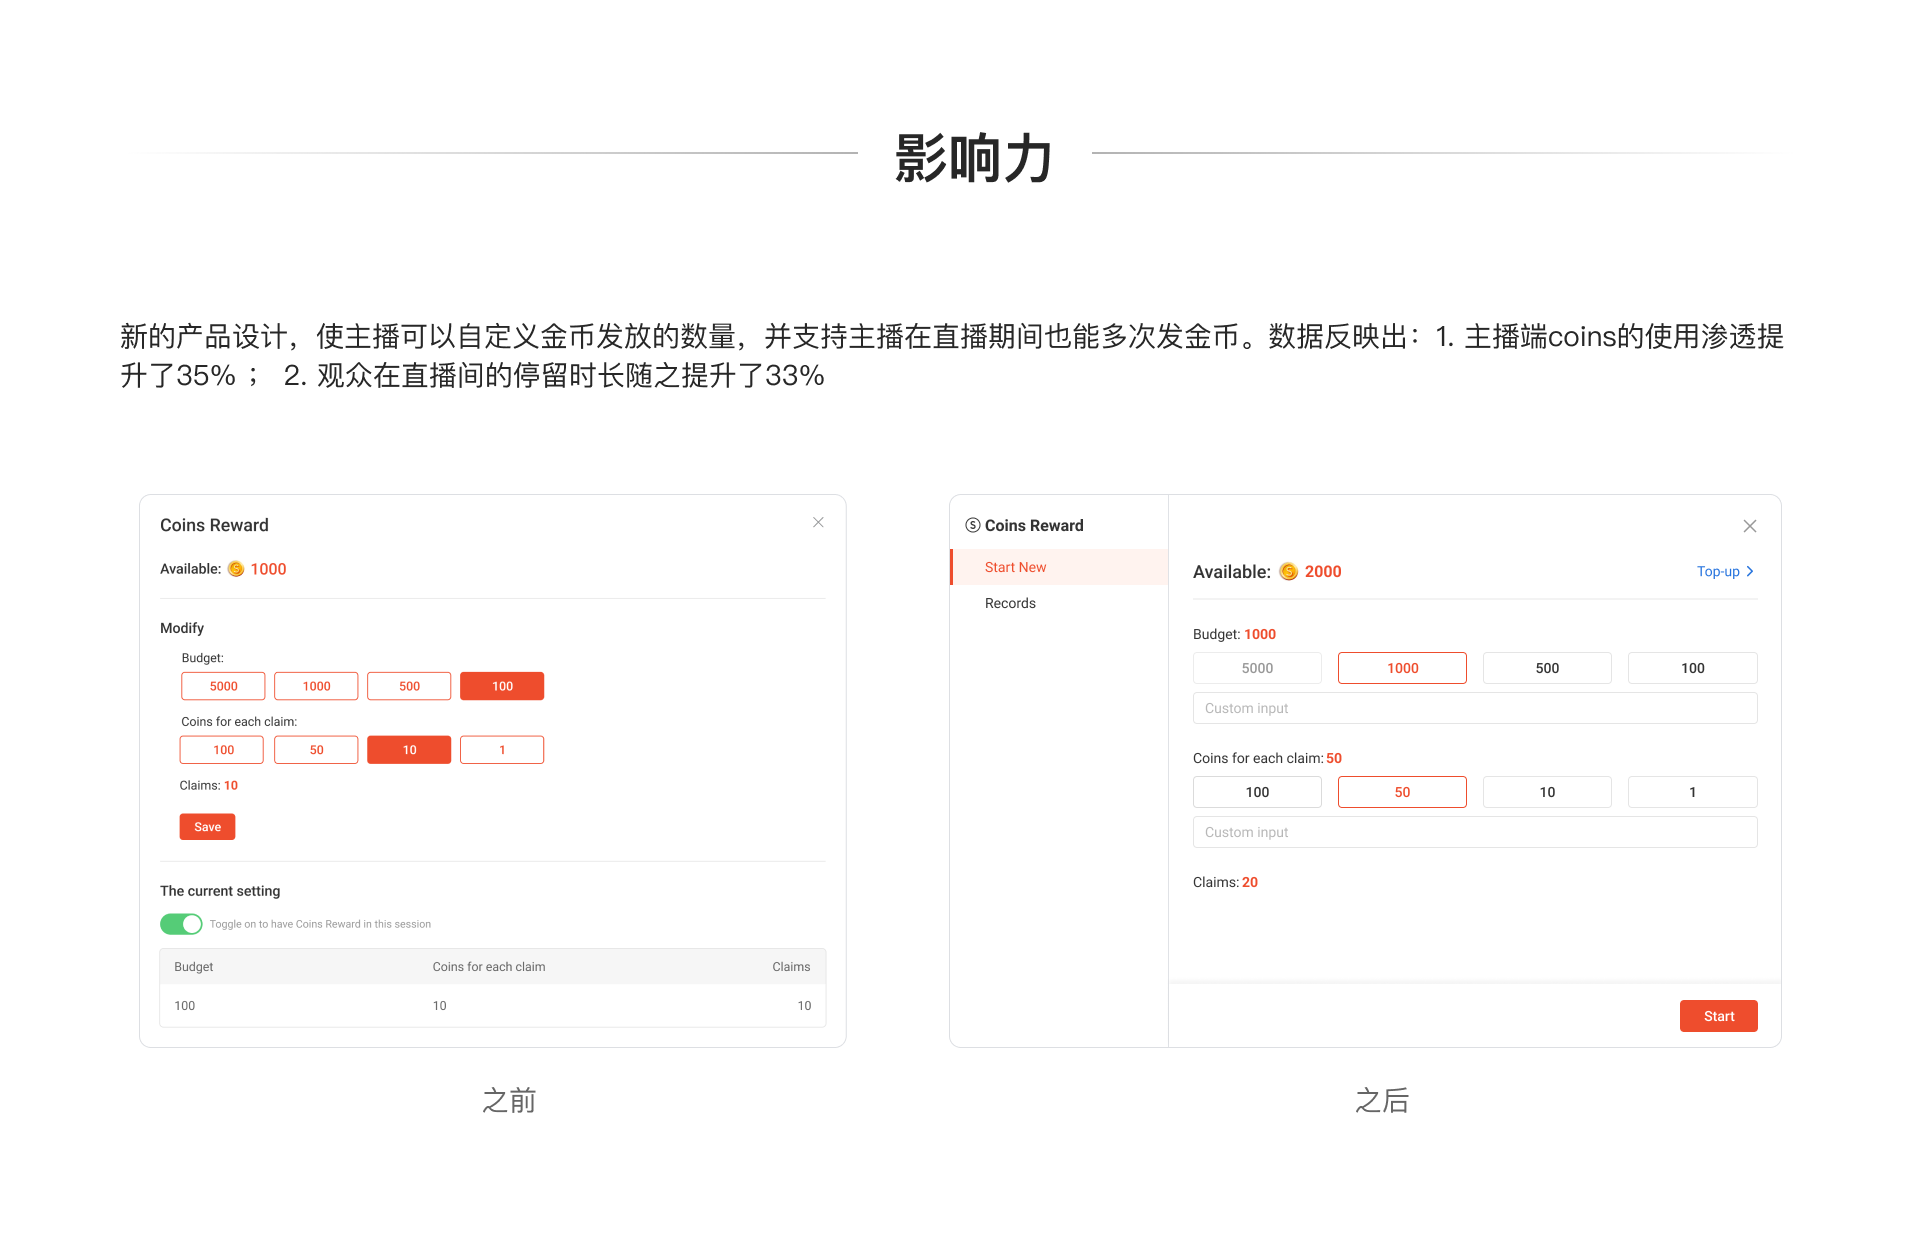 影响力
新的产品设计，使主播可以自定义金币发放的数量，并支持主播在直播期间也能多次发金币。数据反映出：1. 主播端coins的使用渗透提
升了35% ； 2. 观众在直播间的停留时长随之提升了33%
Coins Reward
Available: 1000
Modify
Budget:
5000 1000 500 100
Coins for each claim:
100 50 10 1
Claims: 10
Save
The current setting
Toggle on to have Coins Reward in this session
Budget Coins for each claim Claims
100 10 10
之前
Coins Reward
Start New
Records
Available: 2000 Top-up
Budget: 1000
5000 1000 500 100
Custom input
Coins for each claim: 50
100 50 10 1
Custom input
Claims: 20
Start
之后